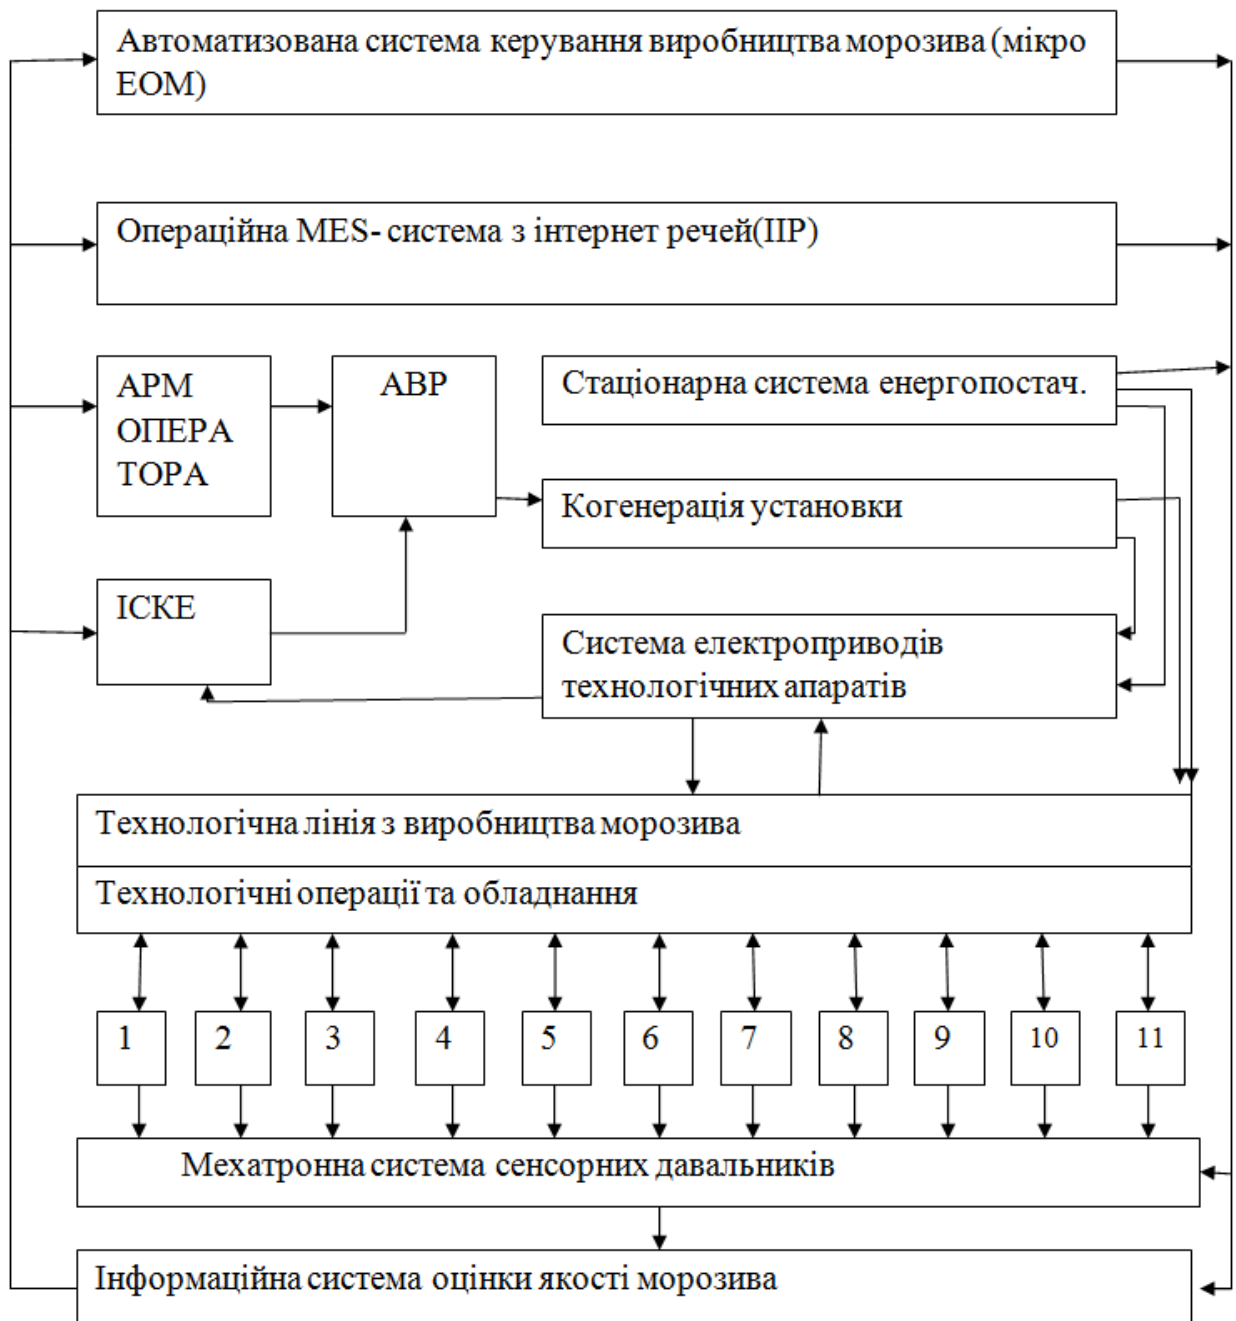 Автоматизована система керування виробництва морозива (мікро
ЕОМ)
Операційна MES- система з інтернет речей(ІІР)
АРМ
ОПЕРА
ТОРА
АВР
Стаціонарна система енергопостач.
Когенерація установки
ІСКЕ
Система електроприводів
технологічних апаратів
Технологічна лінія з виробництва морозива
Технологічні операції та обладнання
1 2 3 4 5 6 7 8 9 10 11
Мехатронна система сенсорних давальників
Інформаційна система оцінки якості морозива